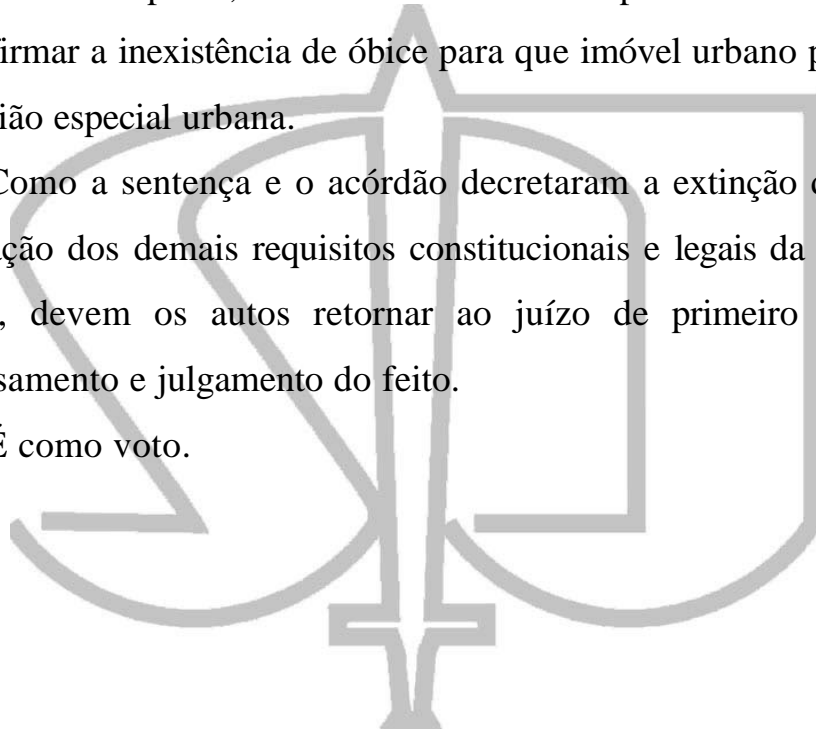 firmar a inexistência de óbice para que imóvel urbano p
ião especial urbana.
Como a sentença e o acórdão decretaram a extinção d
ação dos demais requisitos constitucionais e legais da
, devem os autos retornar ao juízo de primeiro
samento e julgamento do feito.
É como voto.